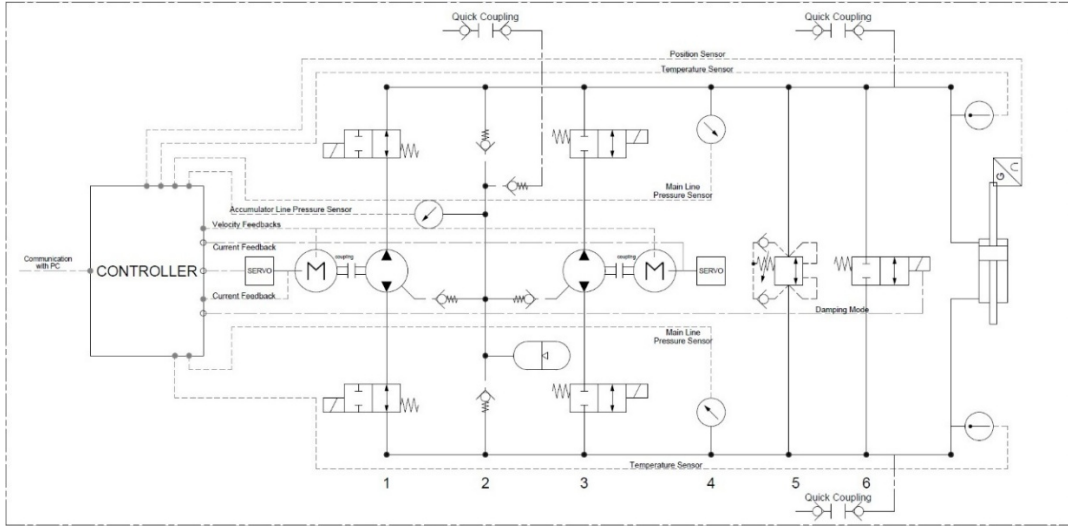 Quick Coupling
Quick Coupling
Position Sensor
Temperature Sensor
Main Line
Pressure Sensor
Accumulator Line Pressure Sensor
Velocity Feedbacks
Current Feedback
Communication
with PC
CONTROLLER
SERVO
M
coupling
coupling
M
SERVO
G
Current Feedback
Damping Mode
Main Line
Pressure Sensor
Temperature Sensor
1
2
3
4
5
6
Quick Coupling